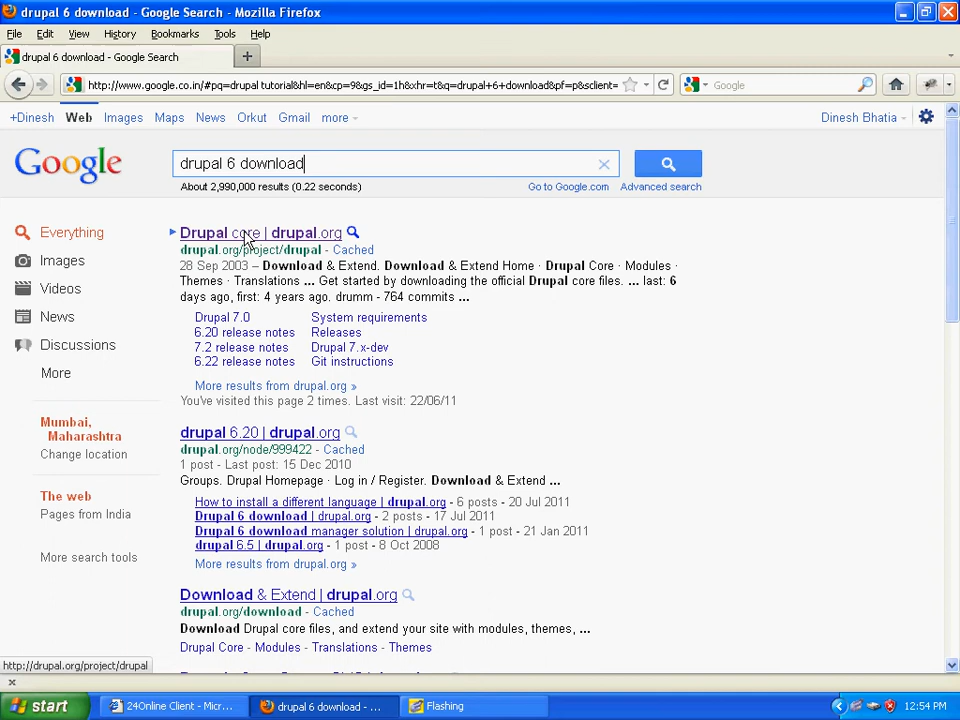 drupal 6 download - Google Search - Mozilla Firefox
File Edit View History Bookmarks Tools Help
drupal 6 download - Google Search
http://www.google.co.in/#pq=drupal tutorial&hl=en&cp=9&gs_id=1h&xhr=t&q=drupal+6+download&pf=p&sclient= Google
+Dinesh Web Images Maps News Orkut Gmail more Dinesh Bhatia
Google drupal 6 download
About 2,990,000 results (0.22 seconds) Go to Google.com Advanced search
Everything
Images
Videos
News
Discussions
More
Mumbai,
Maharashtra
Change location
The web
Pages from India
More search tools
Drupal core | drupal.org
drupal.org/project/drupal - Cached
28 Sep 2003 – Download & Extend. Download & Extend Home · Drupal Core · Modules ·
Themes · Translations ... Get started by downloading the official Drupal core files. ... last: 6
days ago, first: 4 years ago. drumm - 764 commits ...
Drupal 7.0 System requirements
6.20 release notes Releases
7.2 release notes Drupal 7.x-dev
6.22 release notes Git instructions
More results from drupal.org »
You've visited this page 2 times. Last visit: 22/06/11
drupal 6.20 | drupal.org
drupal.org/node/999422 - Cached
1 post - Last post: 15 Dec 2010
Groups. Drupal Homepage · Log in / Register. Download & Extend ...
How to install a different language | drupal.org - 6 posts - 20 Jul 2011
Drupal 6 download | drupal.org - 2 posts - 17 Jul 2011
Drupal 6 download manager solution | drupal.org - 1 post - 21 Jan 2011
drupal 6.5 | drupal.org - 1 post - 8 Oct 2008
More results from drupal.org »
Download & Extend | drupal.org
drupal.org/download - Cached
Download Drupal core files, and extend your site with modules, themes, ...
Drupal Core - Modules - Translations - Themes
http://drupal.org/project/drupal
start 24Online Client - Micr... drupal 6 download - ... Flashing 12:54 PM